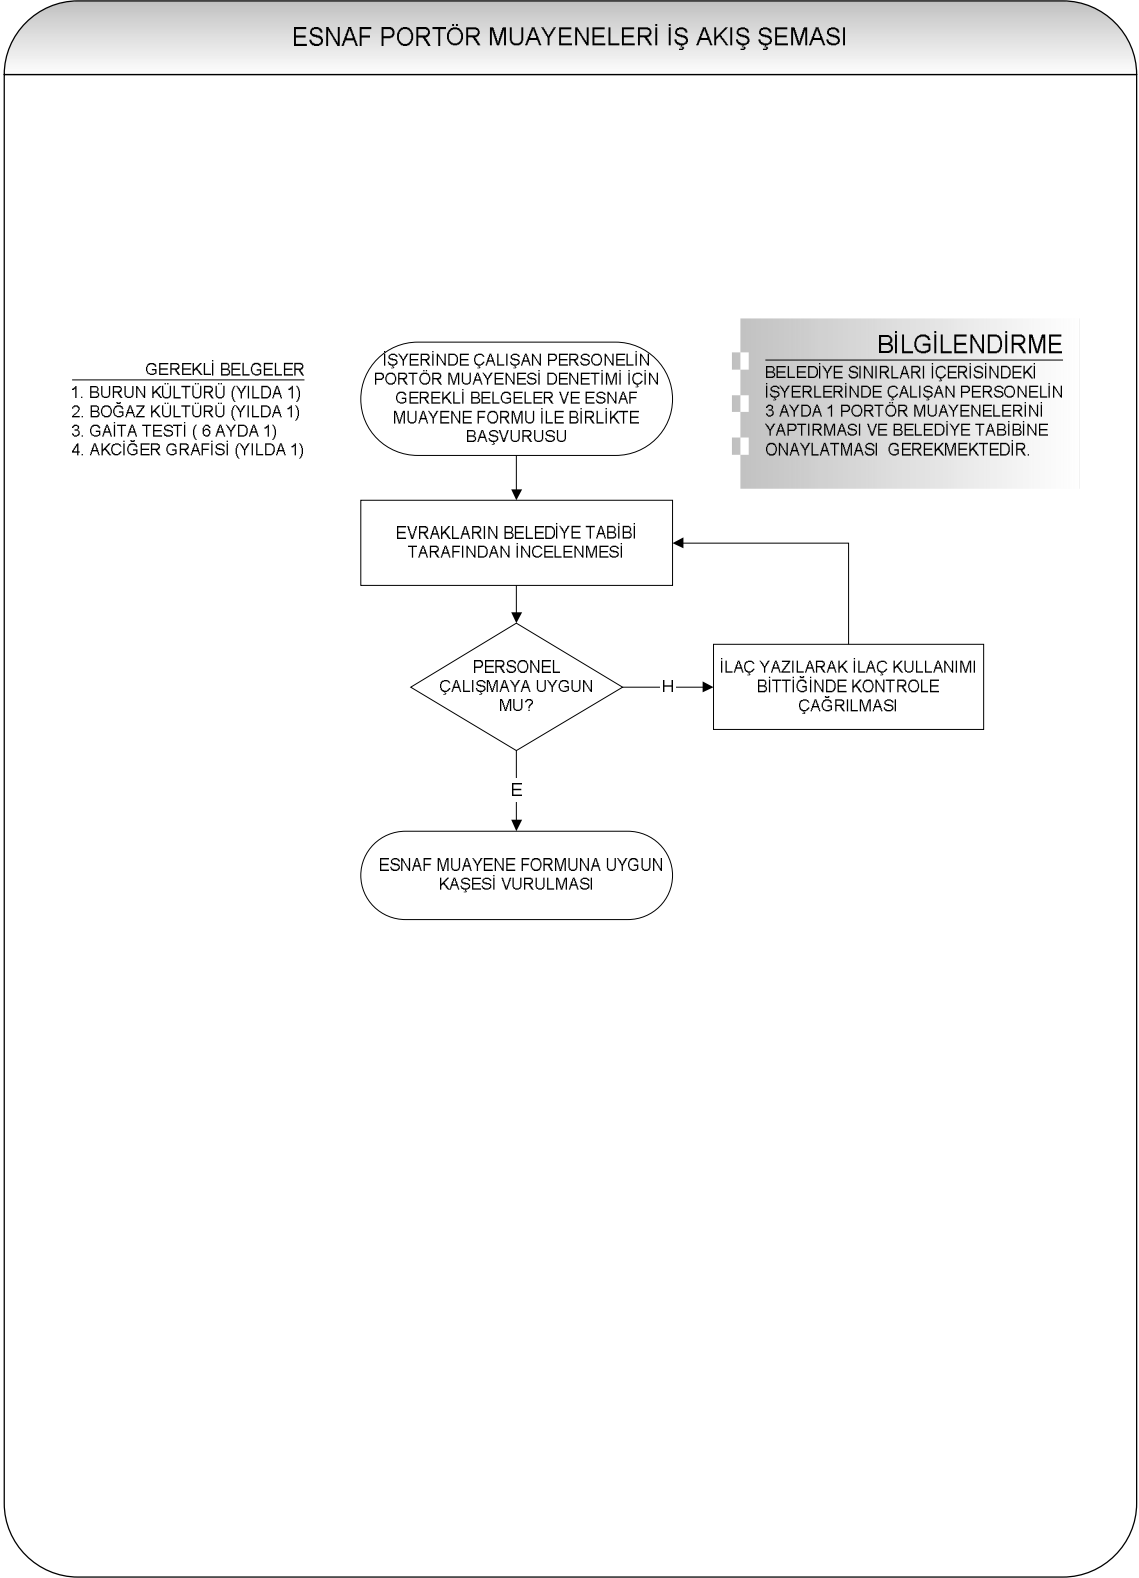 ESNAF PORTÖR MUAYENELERİ İŞ AKIŞ ŞEMASI
GEREKLİ BELGELER
1. BURUN KÜLTÜRÜ (YILDA 1)
2. BOĞAZ KÜLTÜRÜ (YILDA 1)
3. GAİTA TESTİ ( 6 AYDA 1)
4. AKCİĞER GRAFİSİ (YILDA 1)
İŞYERİNDE ÇALIŞAN PERSONELİN
PORTÖR MUAYENESİ DENETİMİ İÇİN
GEREKLİ BELGELER VE ESNAF
MUAYENE FORMU İLE BİRLİKTE
BAŞVURUSU
BİLGİLENDİRME
BELEDİYE SINIRLARI İÇERİSİNDEKİ
İŞYERLERİNDE ÇALIŞAN PERSONELİN
3 AYDA 1 PORTÖR MUAYENELERİNİ
YAPTIRMASI VE BELEDİYE TABİBİNE
ONAYLATMASI GEREKMEKTEDİR.
EVRAKLARIN BELEDİYE TABİBİ
TARAFINDAN İNCELENMESİ
PERSONEL
ÇALIŞMAYA UYGUN
MU?
H
İLAÇ YAZILARAK İLAÇ KULLANIMI
BİTTİĞİNDE KONTROLE
ÇAĞRILMASI
E
ESNAF MUAYENE FORMUNA UYGUN
KAŞESİ VURULMASI